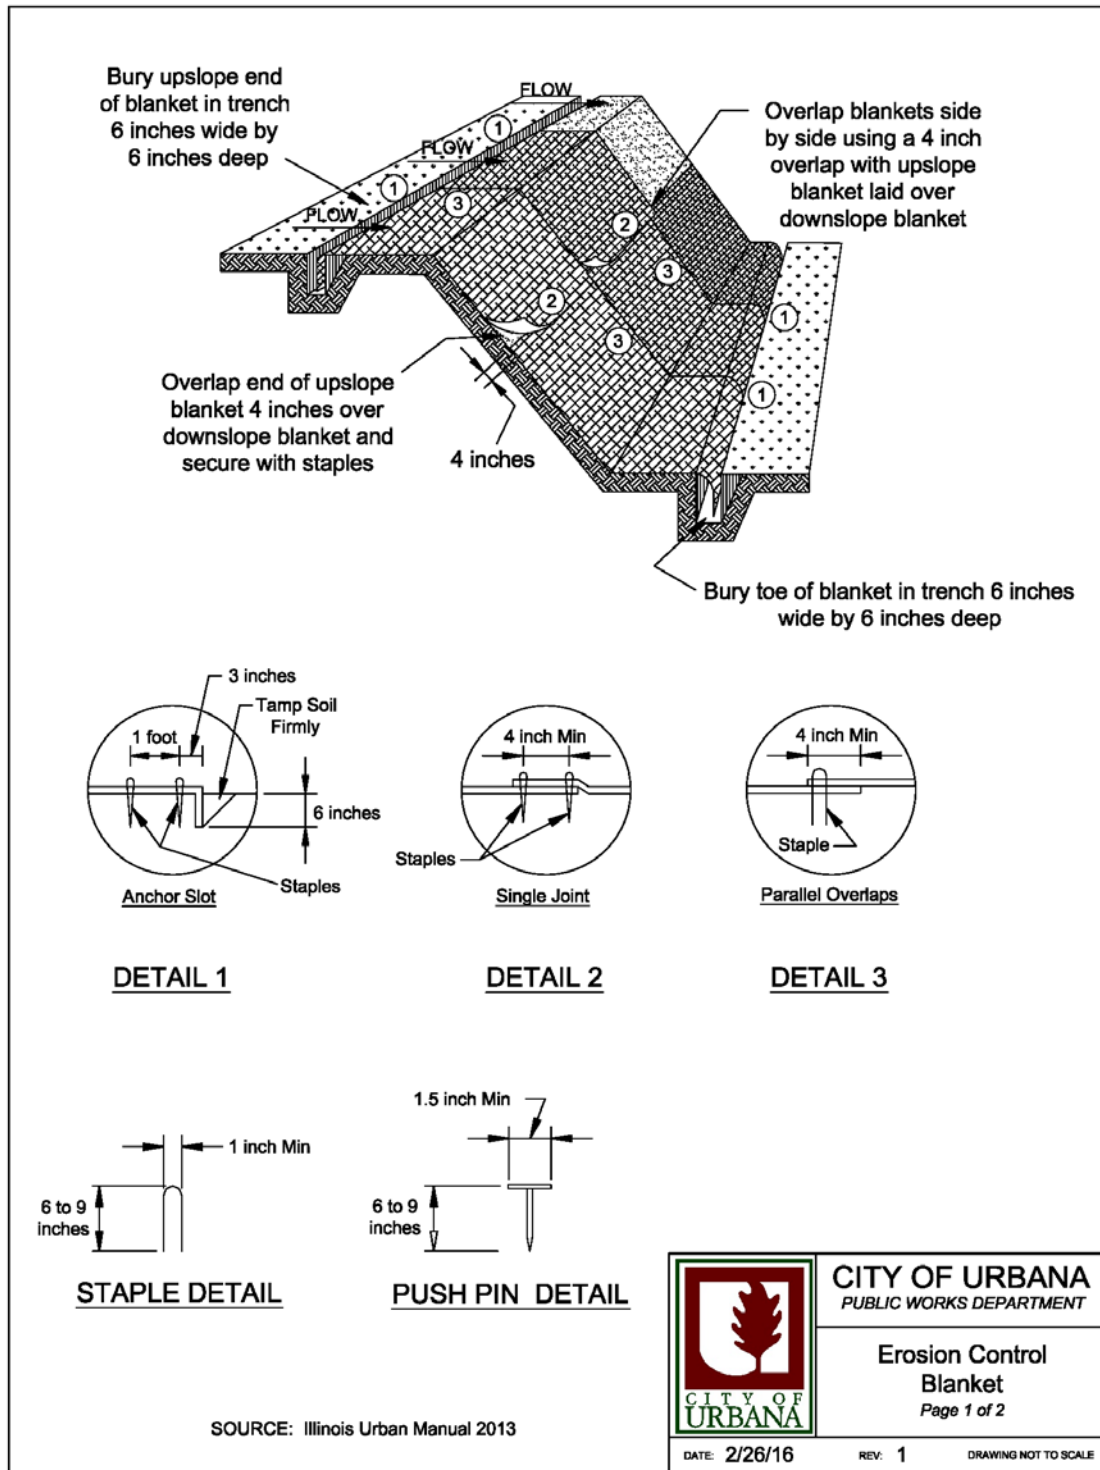 Bury upslope end
of blanket in trench
6 inches wide by
6 inches deep
FLOW
FLOW
FLOW
1
1
3
2
2
3
3
1
1
Overlap blankets side
by side using a 4 inch
overlap with upslope
blanket laid over
downslope blanket
Overlap end of upslope
blanket 4 inches over
downslope blanket and
secure with staples
4 inches
Bury toe of blanket in trench 6 inches
wide by 6 inches deep
3 inches
Tamp Soil
Firmly
1 foot
6 inches
Staples
Anchor Slot
DETAIL 1
4 inch Min
Staples
Single Joint
DETAIL 2
4 inch Min
Staple
Parallel Overlaps
DETAIL 3
1 inch Min
6 to 9
inches
STAPLE DETAIL
1.5 inch Min
6 to 9
inches
PUSH PIN DETAIL
SOURCE: Illinois Urban Manual 2013
CITY OF
URBANA
CITY OF URBANA
PUBLIC WORKS DEPARTMENT
Erosion Control
Blanket
Page 1 of 2
DATE: 2/26/16 REV: 1 DRAWING NOT TO SCALE